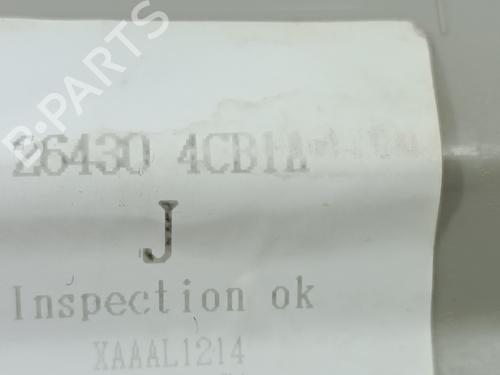 B-PARTS
26430 4CB1A
J
Inspection ok
XAAAL1214